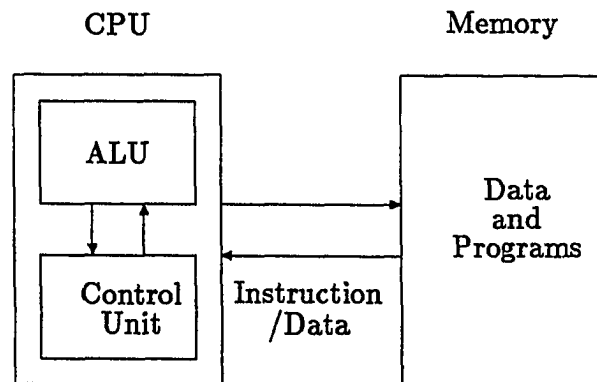 CPU
Memory
ALU
Control
Unit
Instruction
/Data
Data
and
Programs